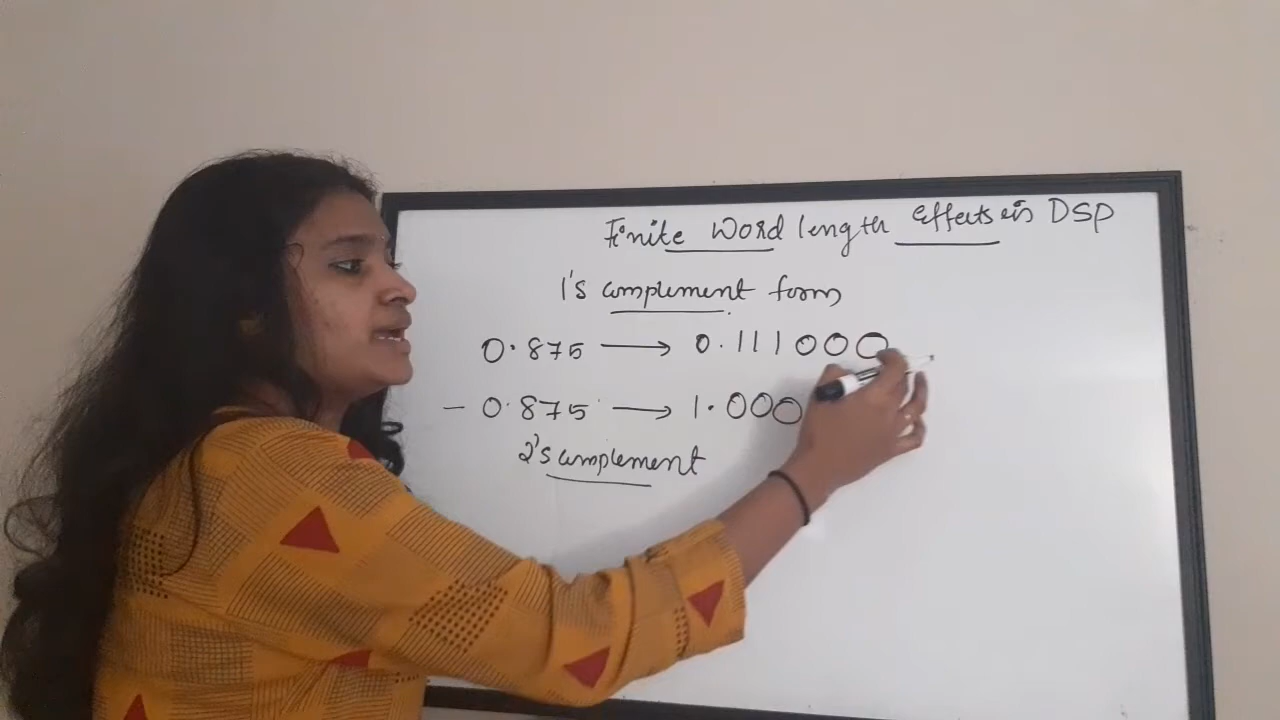 Finite Word length effects in DSP
1's complement form
0.875 → 0.111000
- 0.875 → 1.000
2's complement